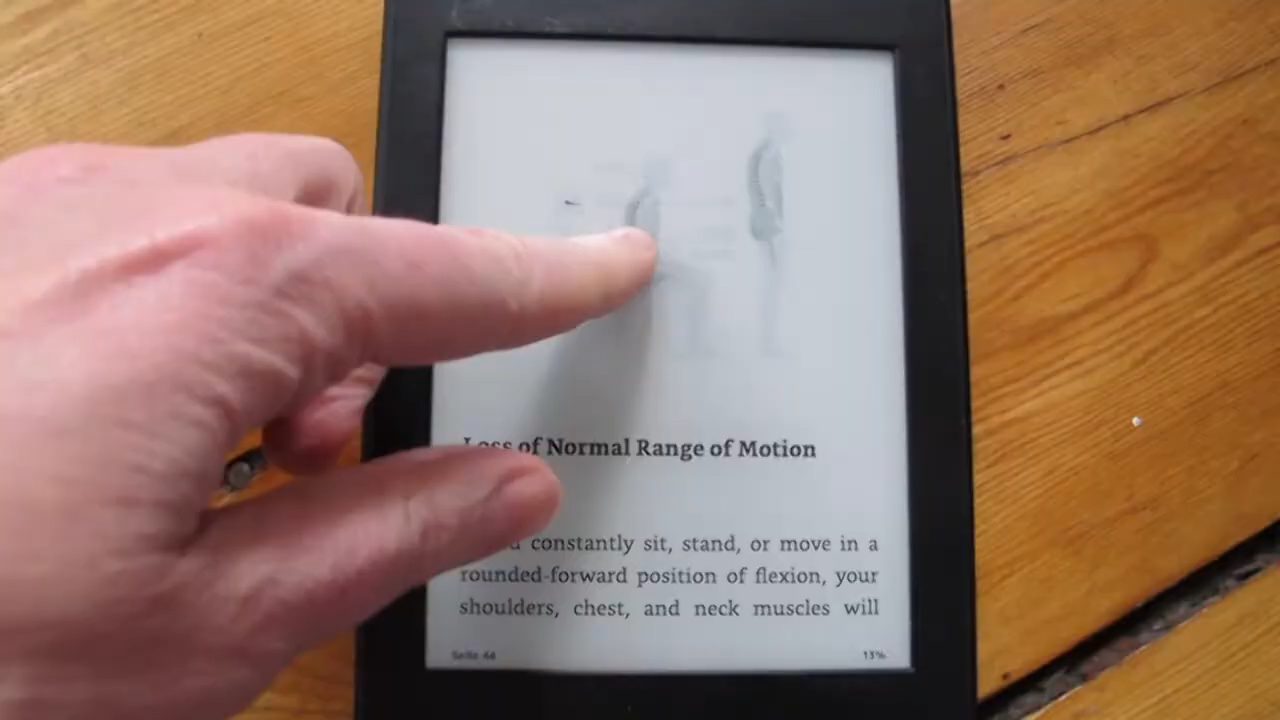 Loss of Normal Range of Motion
constantly sit, stand, or move in a
rounded-forward position of flexion, your
shoulders, chest, and neck muscles will
Seite 44
13%